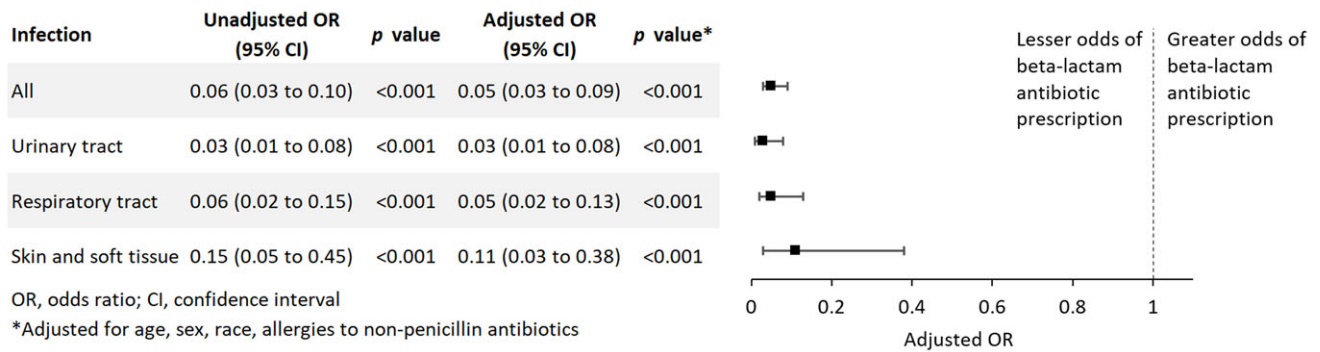 Infection Unadjusted OR (95% CI) p value Adjusted OR (95% CI) p value*
All 0.06 (0.03 to 0.10) <0.001 0.05 (0.03 to 0.09) <0.001
Urinary tract 0.03 (0.01 to 0.08) <0.001 0.03 (0.01 to 0.08) <0.001
Respiratory tract 0.06 (0.02 to 0.15) <0.001 0.05 (0.02 to 0.13) <0.001
Skin and soft tissue 0.15 (0.05 to 0.45) <0.001 0.11 (0.03 to 0.38) <0.001
OR, odds ratio; CI, confidence interval
*Adjusted for age, sex, race, allergies to non-penicillin antibiotics
Lesser odds of
beta-lactam
antibiotic
prescription
Greater odds of
beta-lactam
antibiotic
prescription
0 0.2 0.4 0.6 0.8 1
Adjusted OR